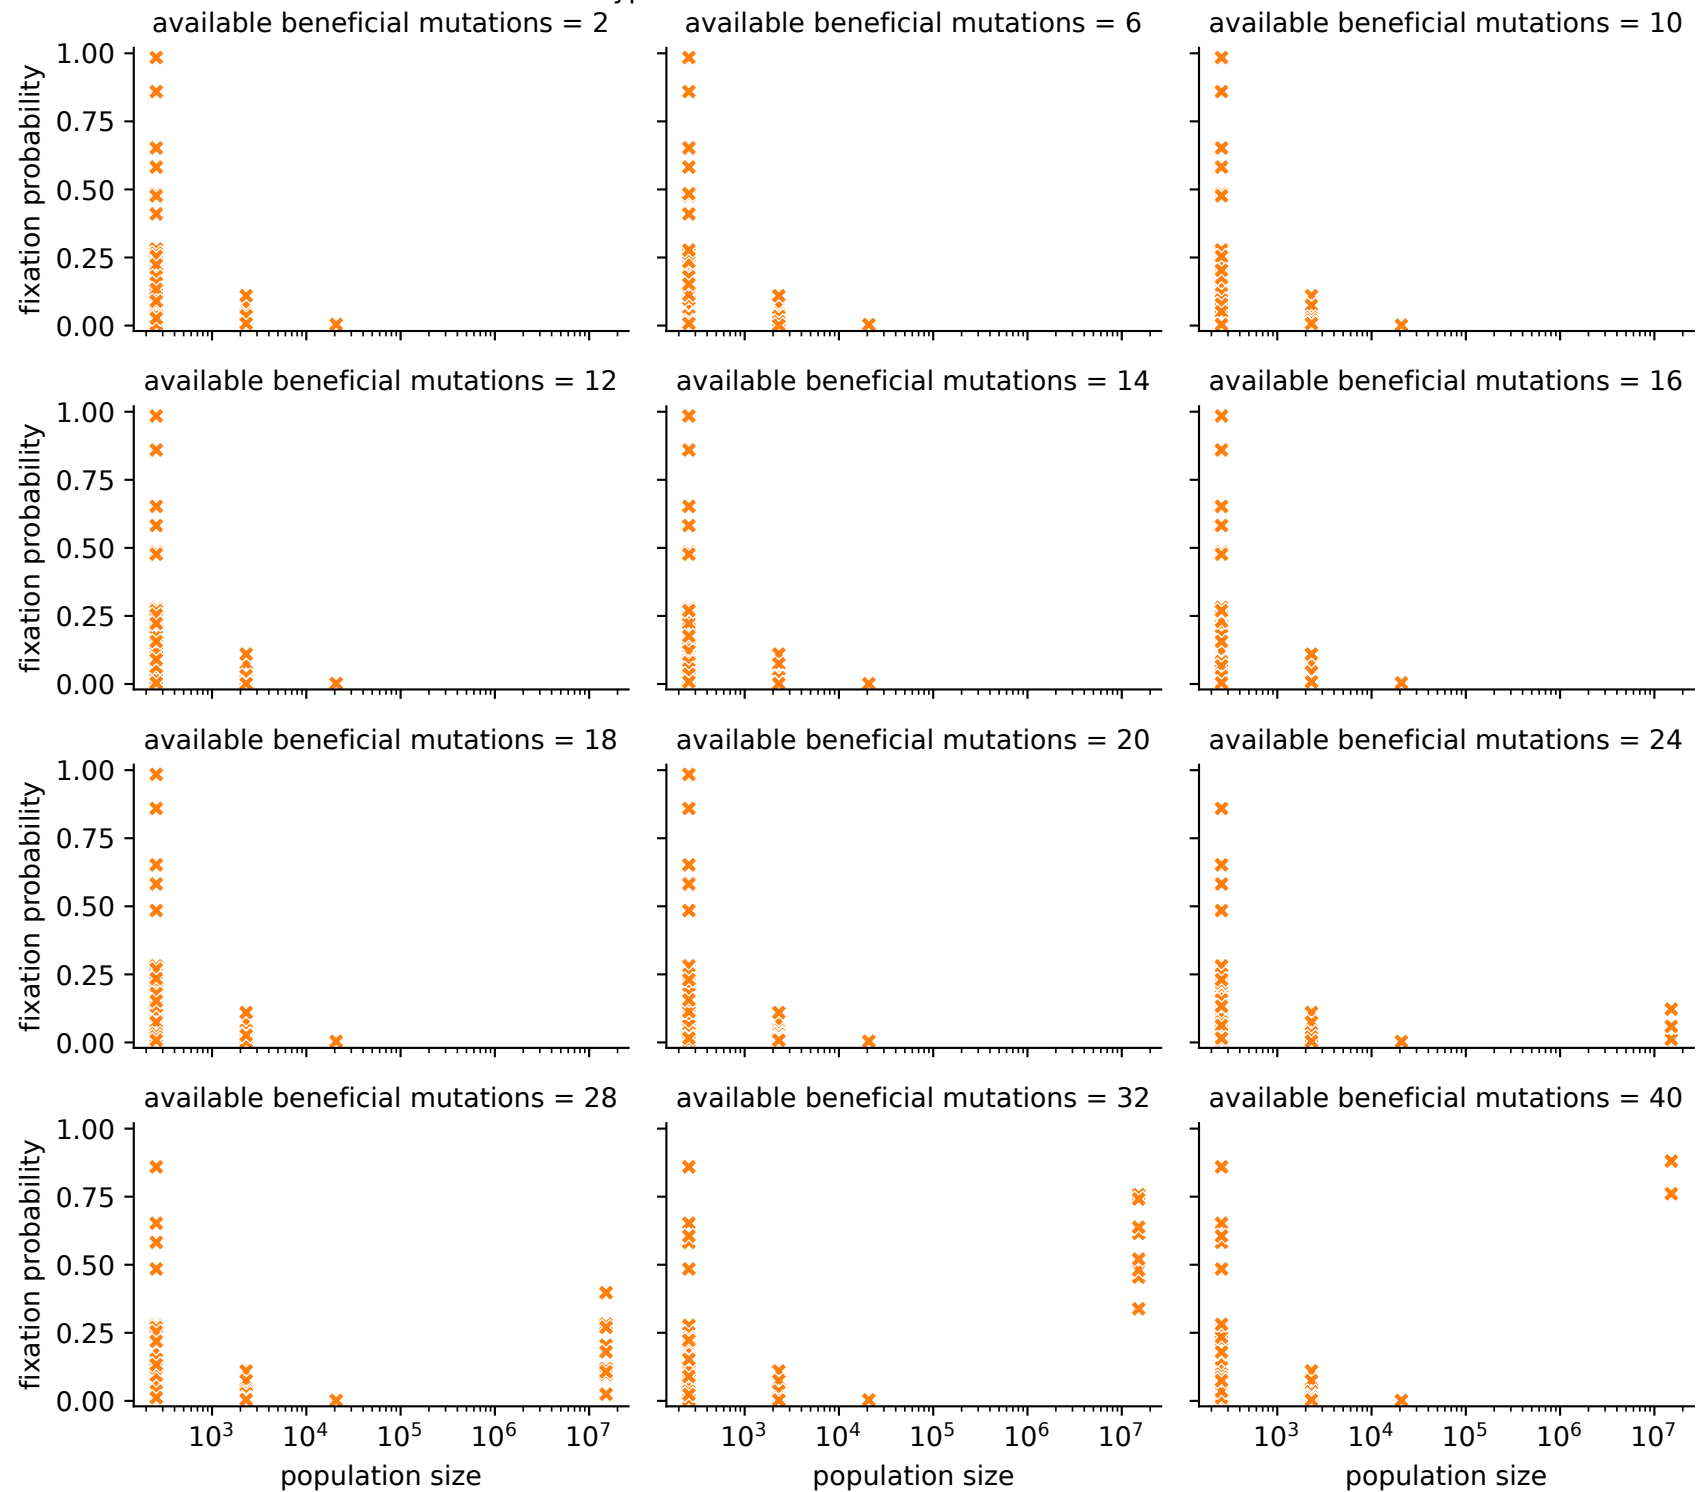 available beneficial mutations = 2 available beneficial mutations = 6 available beneficial mutations = 10
fixation probability
1.00
0.75
0.50
0.25
0.00
available beneficial mutations = 12 available beneficial mutations = 14 available beneficial mutations = 16
fixation probability
1.00
0.75
0.50
0.25
0.00
available beneficial mutations = 18 available beneficial mutations = 20 available beneficial mutations = 24
fixation probability
1.00
0.75
0.50
0.25
0.00
available beneficial mutations = 28 available beneficial mutations = 32 available beneficial mutations = 40
fixation probability
1.00
0.75
0.50
0.25
0.00
10³ 10⁴ 10⁵ 10⁶ 10⁷ 10³ 10⁴ 10⁵ 10⁶ 10⁷ 10³ 10⁴ 10⁵ 10⁶ 10⁷
population size population size population size